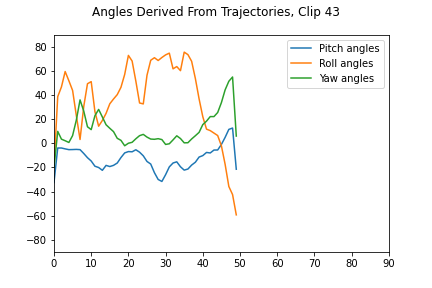 Angles Derived From Trajectories, Clip 43
Pitch angles
Roll angles
Yaw angles
80
60
40
20
0
−20
−40
−60
−80
0 10 20 30 40 50 60 70 80 90